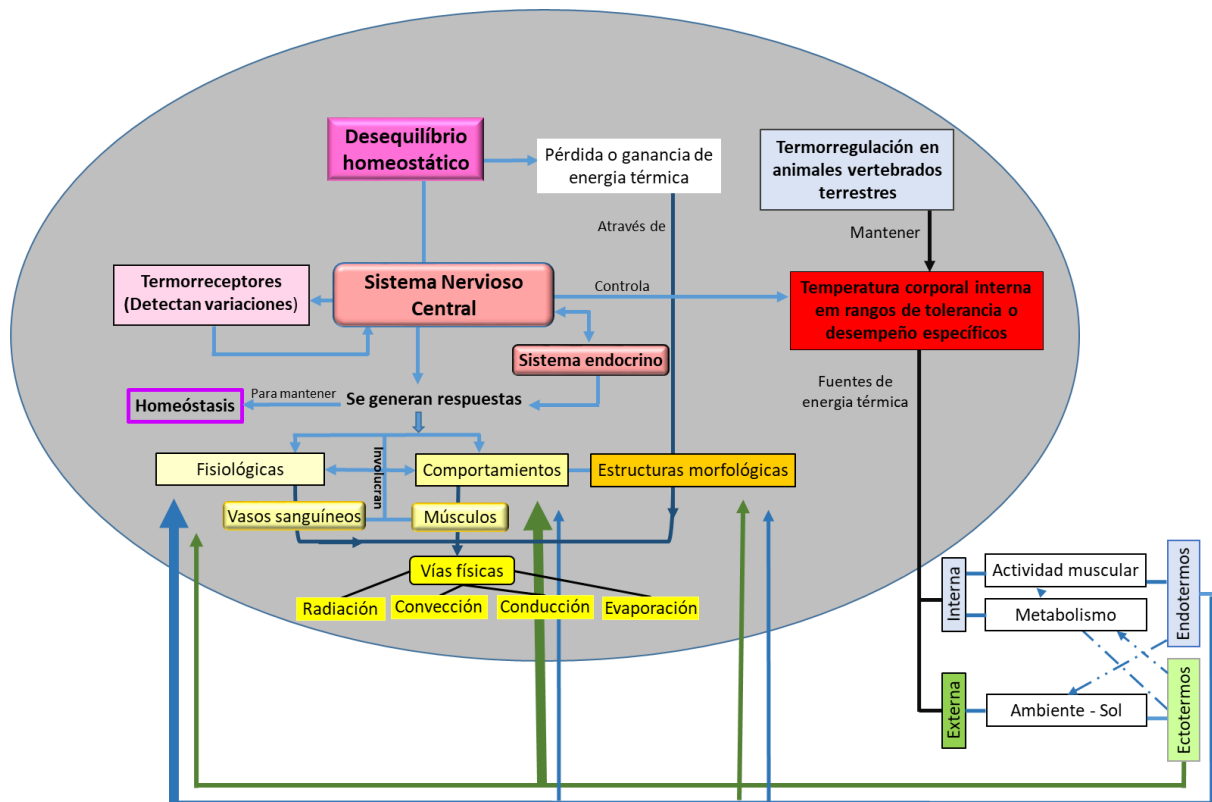 Desequilíbrio
homeostático
Pérdida o ganancia de
energia térmica
Termorregulación en
animales vertebrados
terrestres
Através de
Mantener
Termorreceptores
(Detectan variaciones)
Sistema Nervioso
Central
Controla
Temperatura corporal interna
em rangos de tolerancia o
desempeño específicos
Sistema endocrino
Fuentes de
energía térmica
Homeóstasis
Para mantener
Se generan respuestas
Involucran
Fisiológicas
Comportamientos
Estructuras morfológicas
Vasos sanguíneos
Músculos
Vías físicas
Radiación
Convección
Conducción
Evaporación
Interna
Actividad muscular
Metabolismo
Endotermos
Externa
Ambiente - Sol
Ectotermos